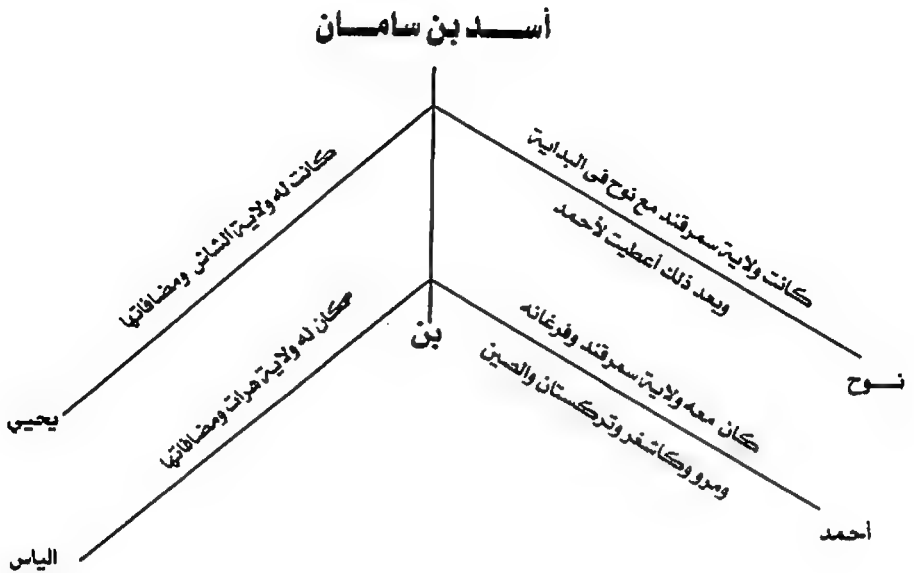 أسد بن سامان
كانت ولاية سمرقند مع نوح في البداية
وبعد ذلك أعطيت لأحمد
نوح
كانت له ولاية الشاش ومضافاتها
يحيي
بن
كان معه ولاية سمرقند وفرغانه
ومرو وكاشغر وتركستان والصين
أحمد
كان له ولاية هرات ومضافاتها
الياس